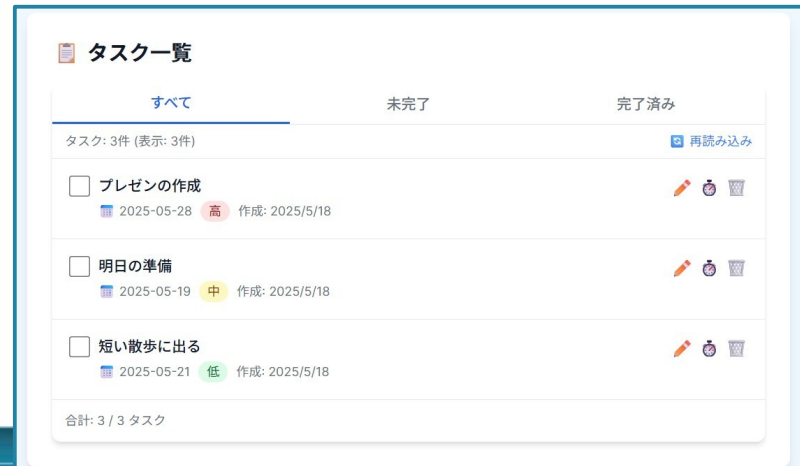 タスク一覧
すべて 未完了 完了済み
タスク: 3件 (表示: 3件) 再読み込み
プレゼンの作成
2025-05-28 高 作成: 2025/5/18
明日の準備
2025-05-19 中 作成: 2025/5/18
短い散歩に出る
2025-05-21 低 作成: 2025/5/18
合計: 3 / 3 タスク